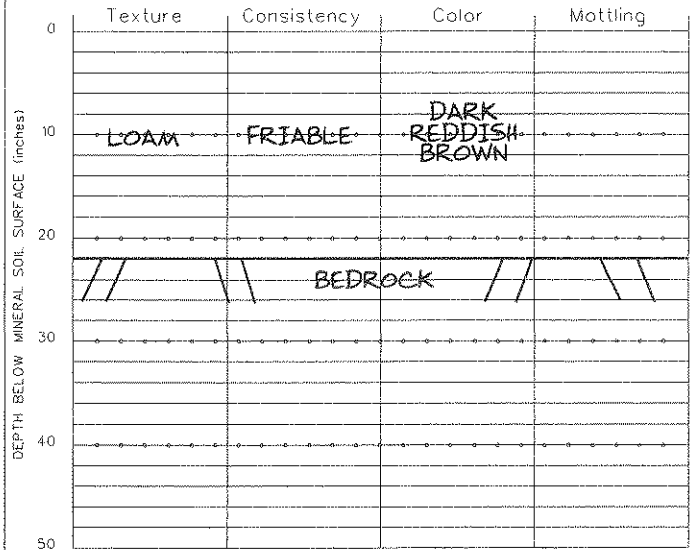 Texture Consistency Color Mottling
0
DEPTH BELOW MINERAL SOIL SURFACE (inches)
10
LOAM
FRIABLE
DARK
REDDISH
BROWN
20
BEDROCK
30
40
50